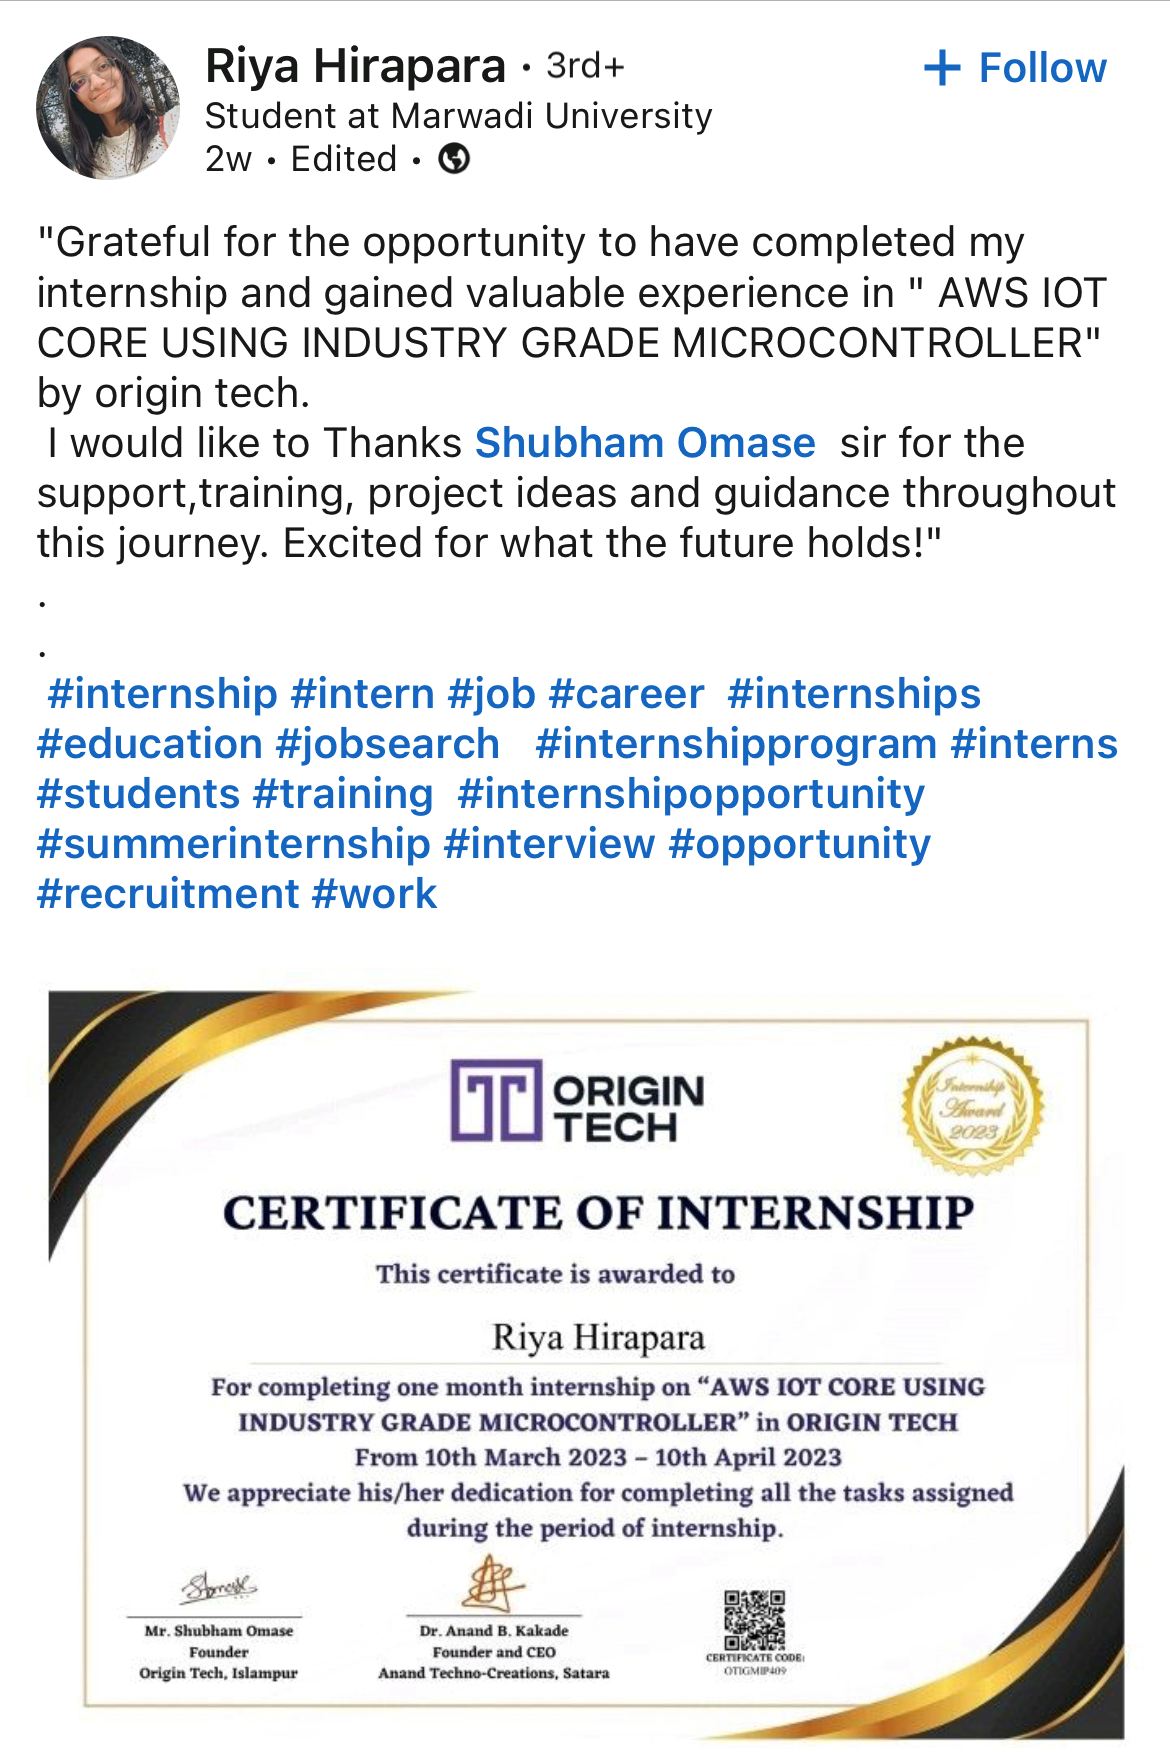 Riya Hirapara • 3rd+
+ Follow
Student at Marwadi University
2w • Edited •
"Grateful for the opportunity to have completed my
internship and gained valuable experience in " AWS IOT
CORE USING INDUSTRY GRADE MICROCONTROLLER"
by origin tech.
I would like to Thanks Shubham Omase sir for the
support,training, project ideas and guidance throughout
this journey. Excited for what the future holds!"
.
.
#internship #intern #job #career #internships
#education #jobsearch #internshipprogram #interns
#students #training #internshipopportunity
#summerinternship #interview #opportunity
#recruitment #work
ORIGIN
TECH
Internship
Award
2023
CERTIFICATE OF INTERNSHIP
This certificate is awarded to
Riya Hirapara
For completing one month internship on “AWS IOT CORE USING
INDUSTRY GRADE MICROCONTROLLER” in ORIGIN TECH
From 10th March 2023 – 10th April 2023
We appreciate his/her dedication for completing all the tasks assigned
during the period of internship.
Mr. Shubham Omase
Founder
Origin Tech, Islampur
Dr. Anand B. Kakade
Founder and CEO
Anand Techno-Creations, Satara
CERTIFICATE CODE:
OTIGMIP409